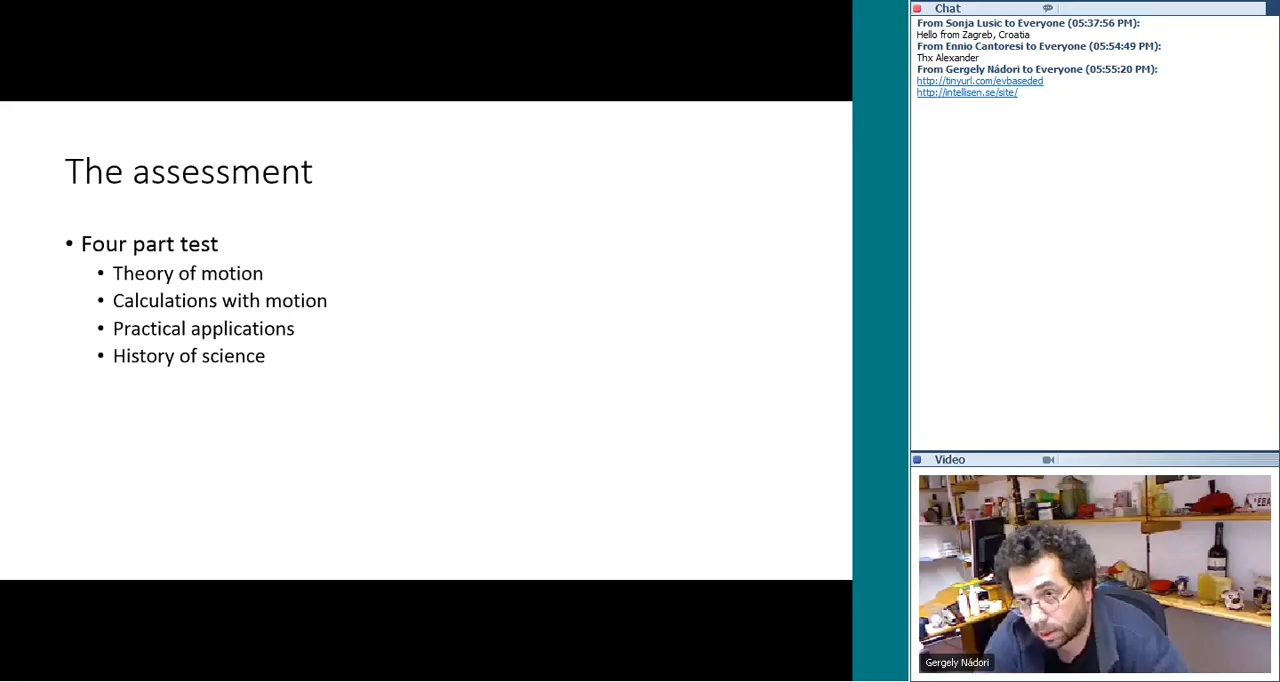 The assessment
• Four part test
• Theory of motion
• Calculations with motion
• Practical applications
• History of science
Chat
From Sonja Lusic to Everyone (05:37:56 PM):
Hello from Zagreb, Croatia
From Ennio Cantoresi to Everyone (05:54:49 PM):
Thx Alexander
From Gergely Nádori to Everyone (05:55:20 PM):
http://tinyurl.com/evbaseded
http://intellisen.se/site/
Video
Gergely Nádori